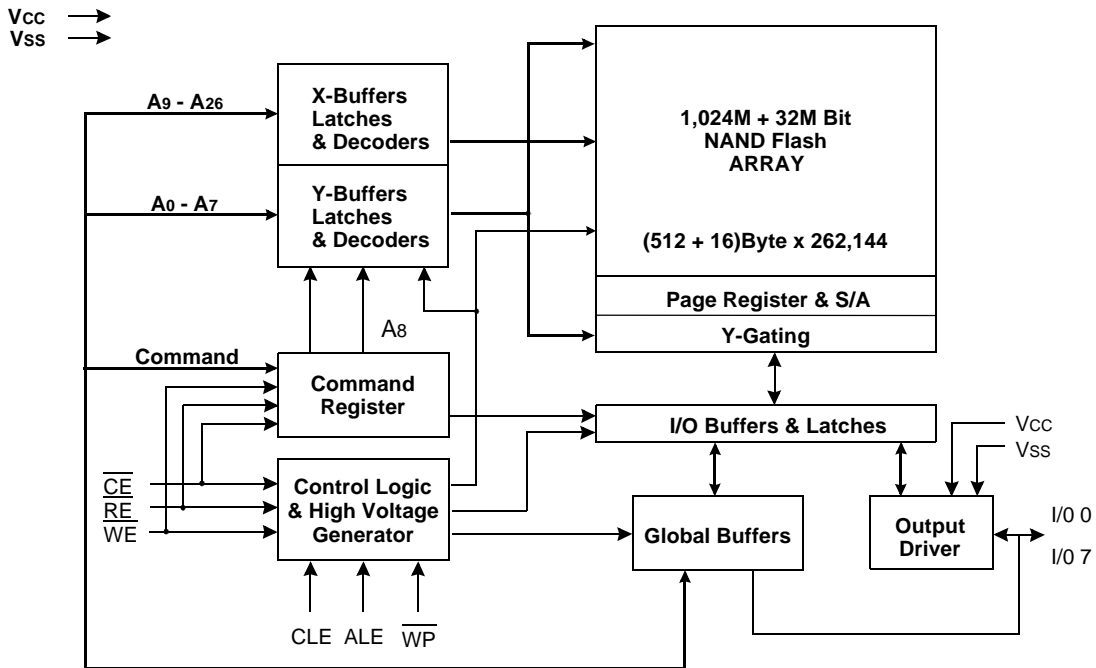 VCC
VSS
A9 - A26
X-Buffers
Latches
& Decoders
A0 - A7
Y-Buffers
Latches
& Decoders
1,024M + 32M Bit
NAND Flash
ARRAY
(512 + 16)Byte x 262,144
Page Register & S/A
Y-Gating
A8
Command
Command
Register
I/O Buffers & Latches
VCC
VSS
CE
RE
WE
Control Logic
& High Voltage
Generator
Global Buffers
Output
Driver
I/0 0
I/0 7
CLE
ALE
WP